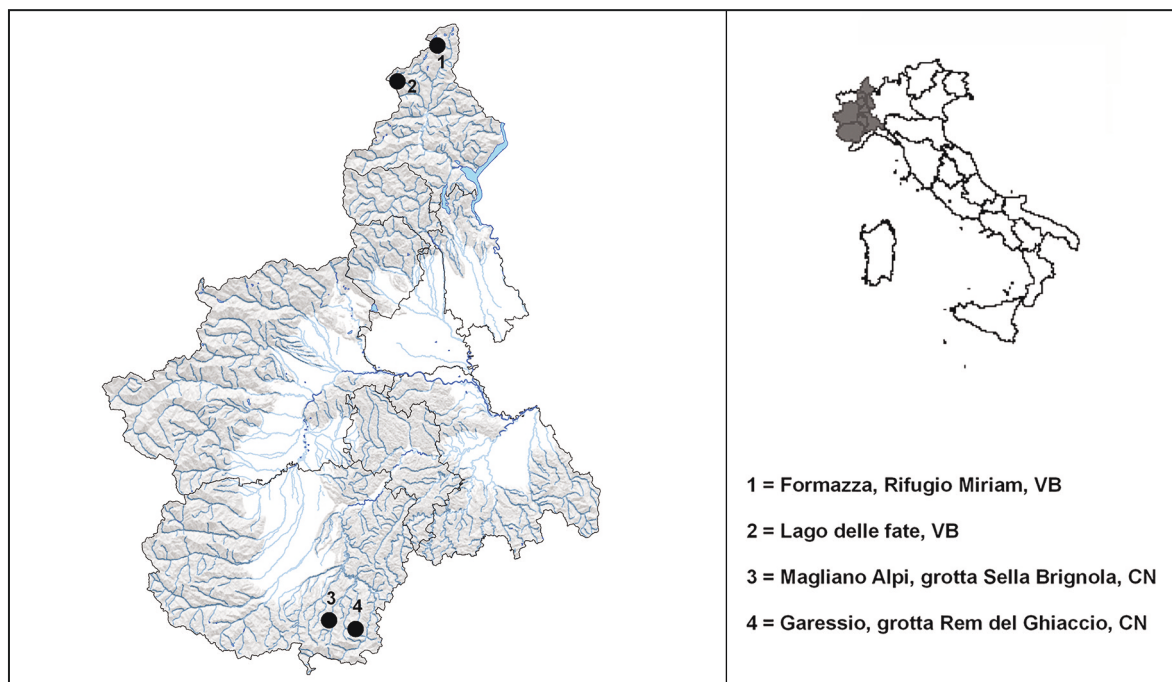 1
2
3
4
1 = Formazza, Rifugio Miriam, VB
2 = Lago delle fate, VB
3 = Magliano Alpi, grotta Sella Brignola, CN
4 = Garessio, grotta Rem del Ghiaccio, CN